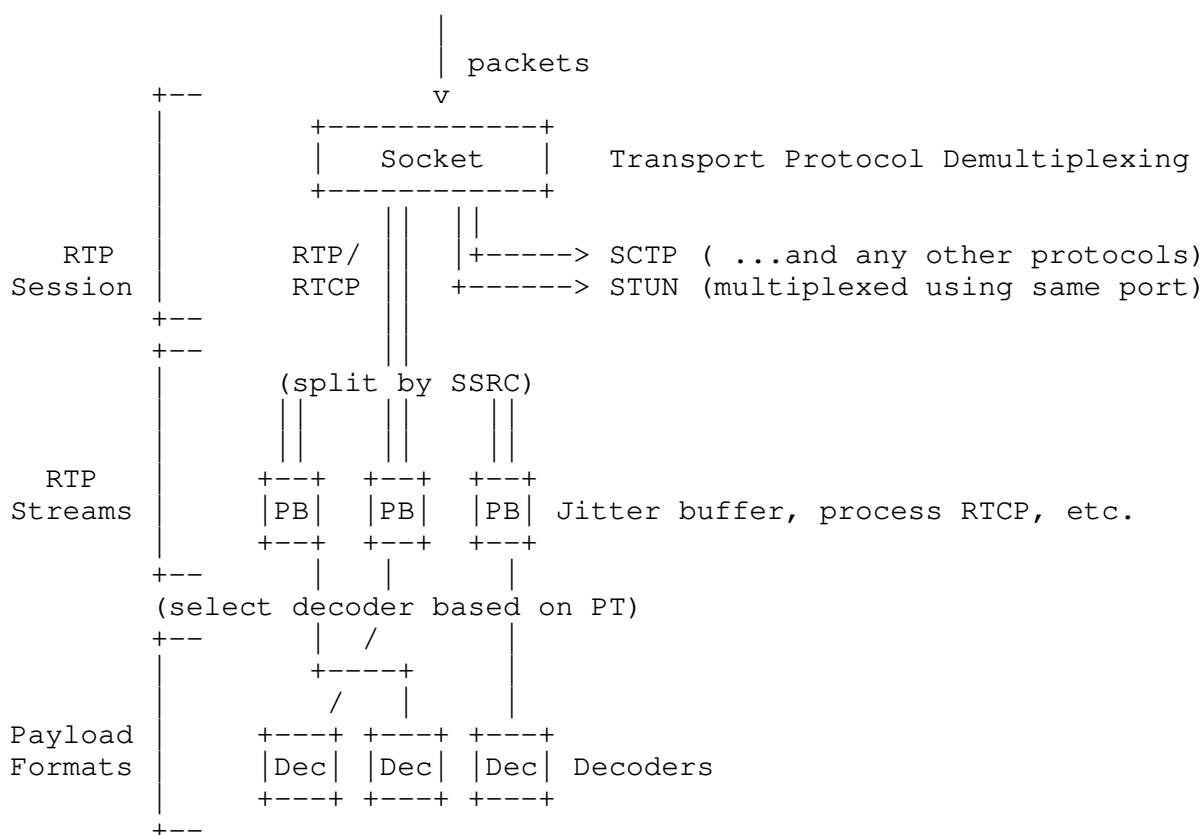 packets
Socket Transport Protocol Demultiplexing
RTP RTP/ SCTP ( ...and any other protocols)
Session RTCP STUN (multiplexed using same port)
(split by SSRC)
RTP
Streams PB PB PB Jitter buffer, process RTCP, etc.
(select decoder based on PT)
Payload
Formats Dec Dec Dec Decoders